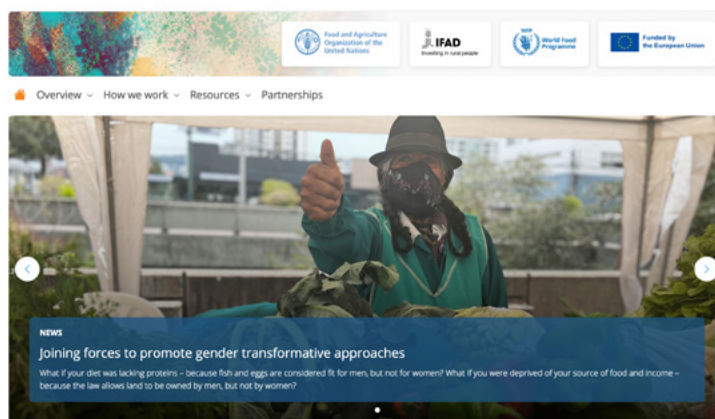 Food and Agriculture
Organization of the
United Nations
IFAD
Investing in rural people
WFP
World Food
Programme
Funded by
the European Union
Overview
How we work
Resources
Partnerships
NEWS
Joining forces to promote gender transformative approaches
What if your diet was lacking proteins – because fish and eggs are considered fit for men, but not for women? What if you were deprived of your source of food and income –
because the law allows land to be owned by men, but not by women?